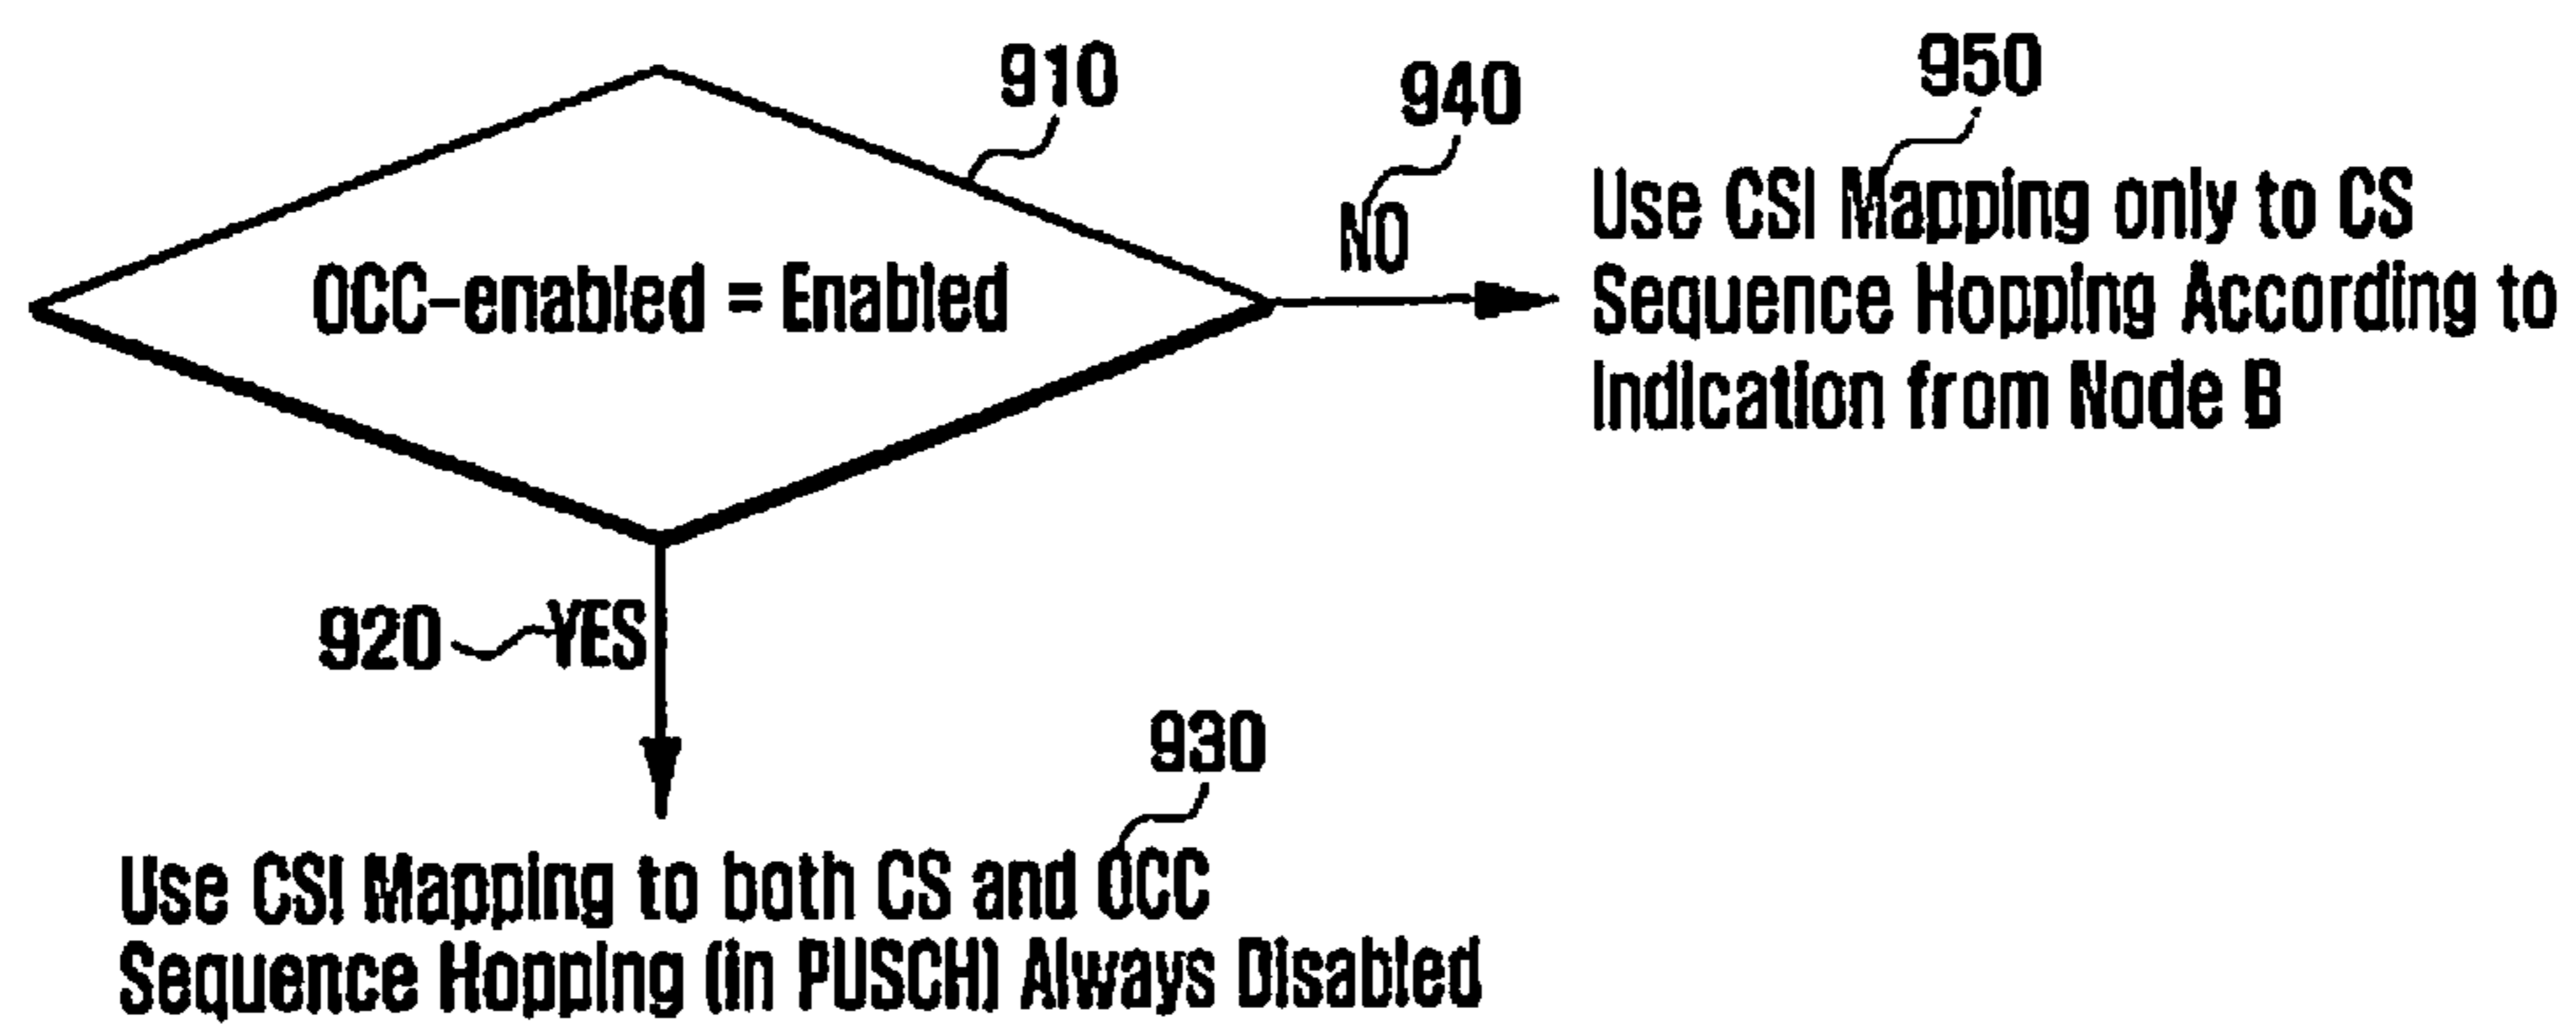 910
940
950
OCC-enabled = Enabled
NO
Use CSI Mapping only to CS
Sequence Hopping According to
Indication from Node B
920
YES
930
Use CSI Mapping to both CS and OCC
Sequence Hopping (in PUSCH) Always Disabled